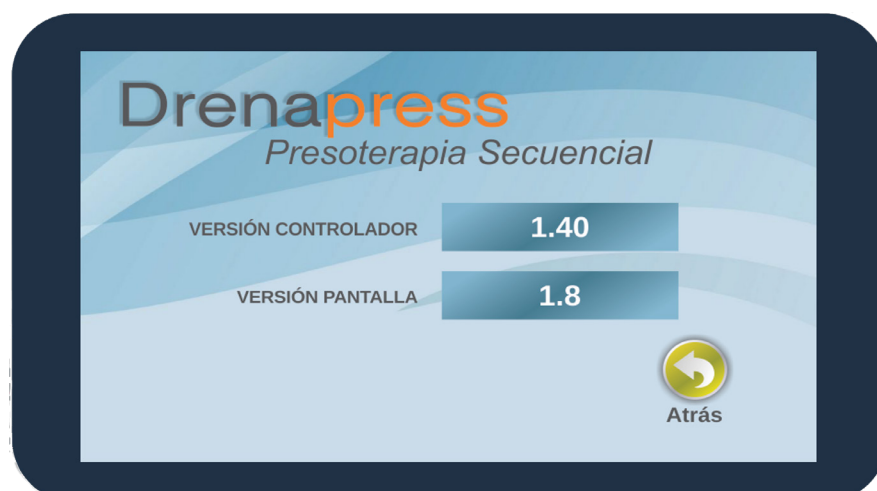 Drenapress
Presoterapia Secuencial
VERSIÓN CONTROLADOR 1.40
VERSIÓN PANTALLA 1.8
Atrás